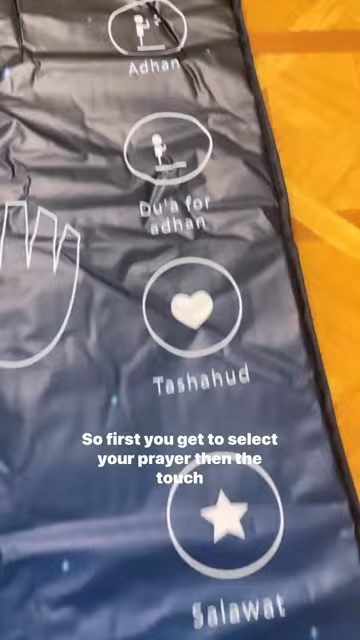 Adhan
Du'a for
adhan
Tashahud
So first you get to select
your prayer then the
touch
Salawat